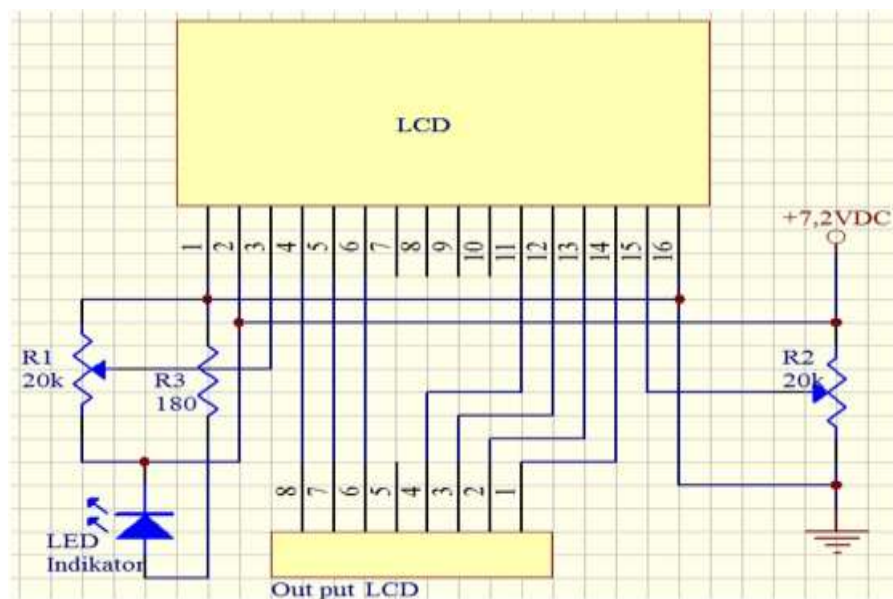 LCD
1 2 3 4 5 6 7 8 9 10 11 12 13 14 15 16
+7,2VDC
R1
20k
R3
180
R2
20k
8 7 6 5 4 3 2 1
LED
Indikator
Out put LCD